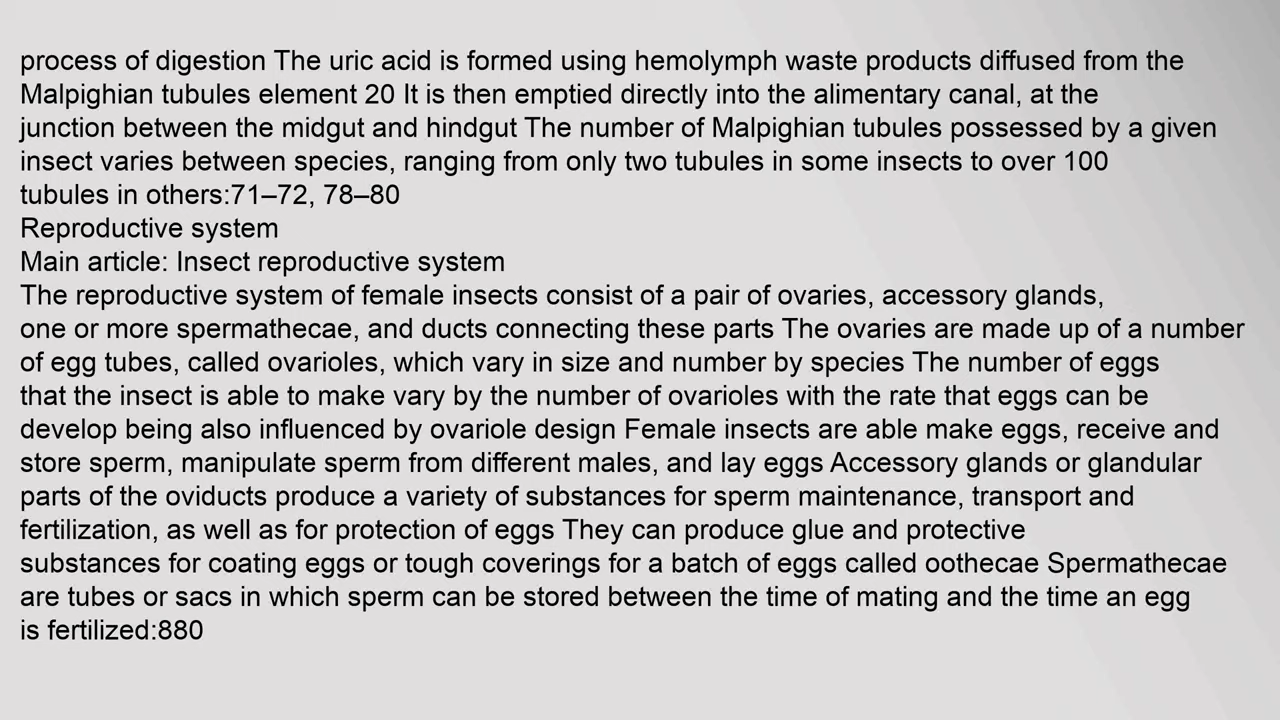 process of digestion The uric acid is formed using hemolymph waste products diffused from the
Malpighian tubules element 20 It is then emptied directly into the alimentary canal, at the
junction between the midgut and hindgut The number of Malpighian tubules possessed by a given
insect varies between species, ranging from only two tubules in some insects to over 100
tubules in others:71–72, 78–80
Reproductive system
Main article: Insect reproductive system
The reproductive system of female insects consist of a pair of ovaries, accessory glands,
one or more spermathecae, and ducts connecting these parts The ovaries are made up of a number
of egg tubes, called ovarioles, which vary in size and number by species The number of eggs
that the insect is able to make vary by the number of ovarioles with the rate that eggs can be
develop being also influenced by ovariole design Female insects are able make eggs, receive and
store sperm, manipulate sperm from different males, and lay eggs Accessory glands or glandular
parts of the oviducts produce a variety of substances for sperm maintenance, transport and
fertilization, as well as for protection of eggs They can produce glue and protective
substances for coating eggs or tough coverings for a batch of eggs called oothecae Spermathecae
are tubes or sacs in which sperm can be stored between the time of mating and the time an egg
is fertilized:880